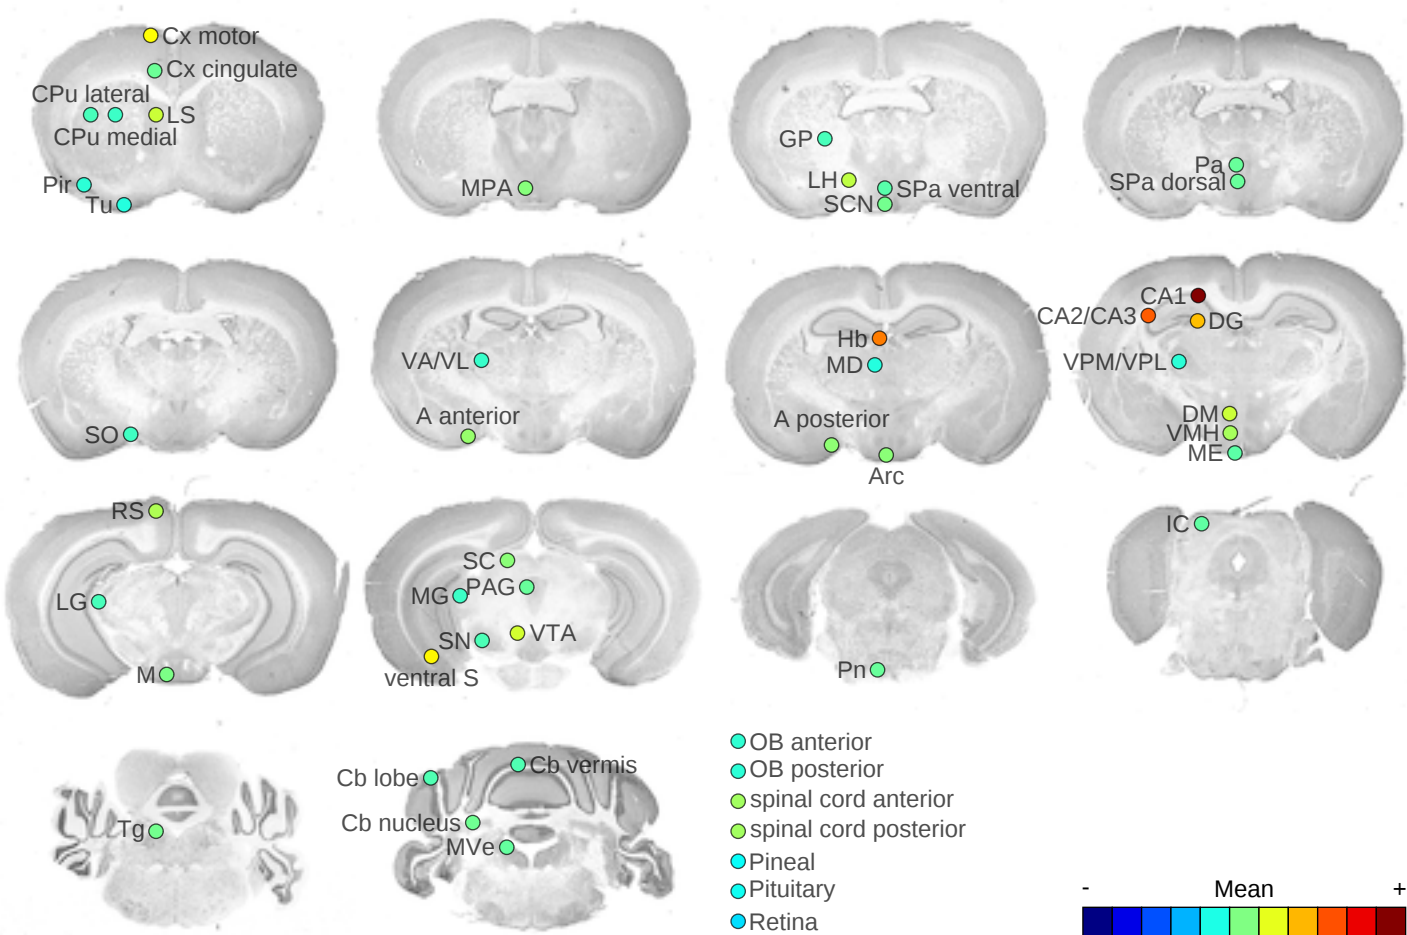 Cx motor
Cx cingulate
CPu lateral
LS
CPu medial
Pir
Tu
MPA
GP
LH
SPa ventral
SCN
Pa
SPa dorsal
SO
VA/VL
A anterior
Hb
MD
A posterior
Arc
CA1
CA2/CA3
DG
VPM/VPL
DM
VMH
ME
RS
LG
M
SC
PAG
MG
SN
VTA
ventral S
Pn
IC
Tg
Cb lobe
Cb vermis
Cb nucleus
MVe
OB anterior
OB posterior
spinal cord anterior
spinal cord posterior
Pineal
Pituitary
Retina
- Mean +